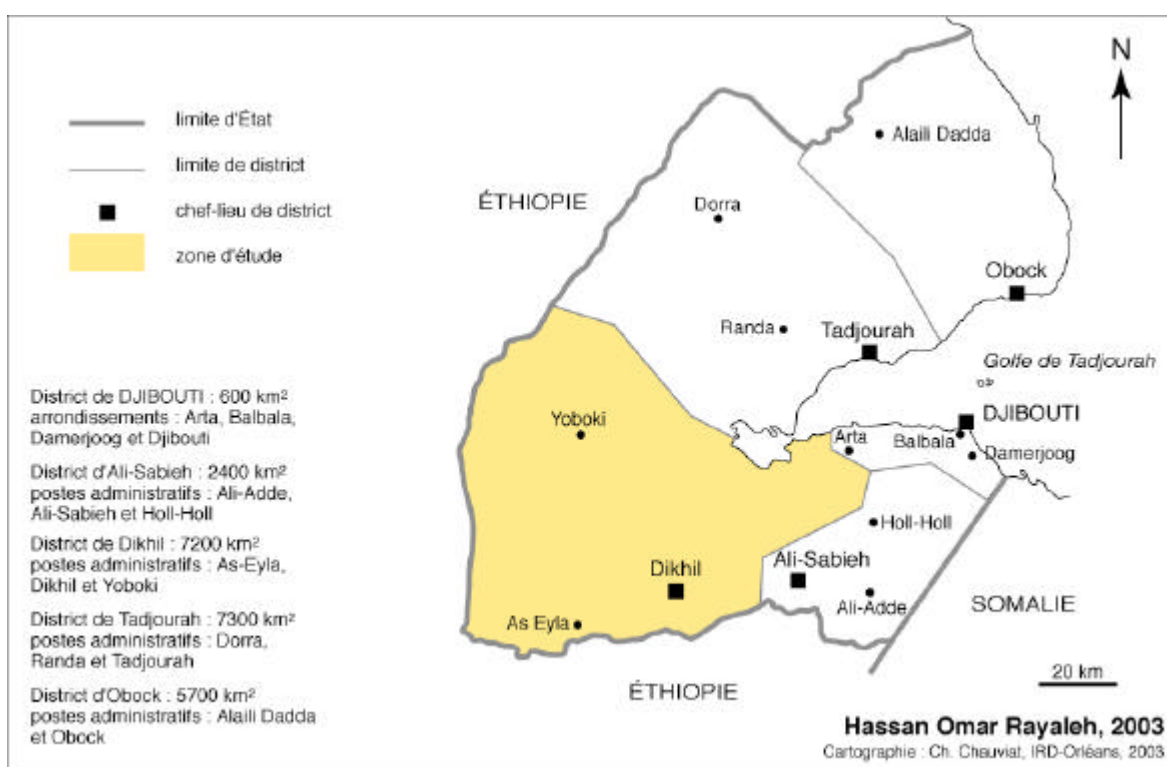 limite d'État
limite de district
chef-lieu de district
zone d'étude
District de DJIBOUTI : 600 km²
arrondissements : Arta, Balbala,
Damerjoog et Djibouti
District d'Ali-Sabieh : 2400 km²
postes administratifs : Ali-Adde,
Ali-Sabieh et Holl-Holl
District de Dikhil : 7200 km²
postes administratifs : As-Eyla,
Dikhil et Yoboki
District de Tadjourah : 7300 km²
postes administratifs : Dorra,
Randa et Tadjourah
District d'Obock : 5700 km²
postes administratifs : Alaili Dadda
et Obock
N
Alaili Dadda
ÉTHIOPIE
Dorra
Obock
Randa
Tadjourah
Golfe de Tadjourah
DJIBOUTI
Yoboki
Arta
Balbala
Damerjoog
Holl-Holl
Ali-Sabieh
Dikhil
Ali-Adde
SOMALIE
As Eyla
ÉTHIOPIE
20 km
Hassan Omar Rayaleh, 2003
Cartographie : Ch. Chauviat, IRD-Orléans, 2003